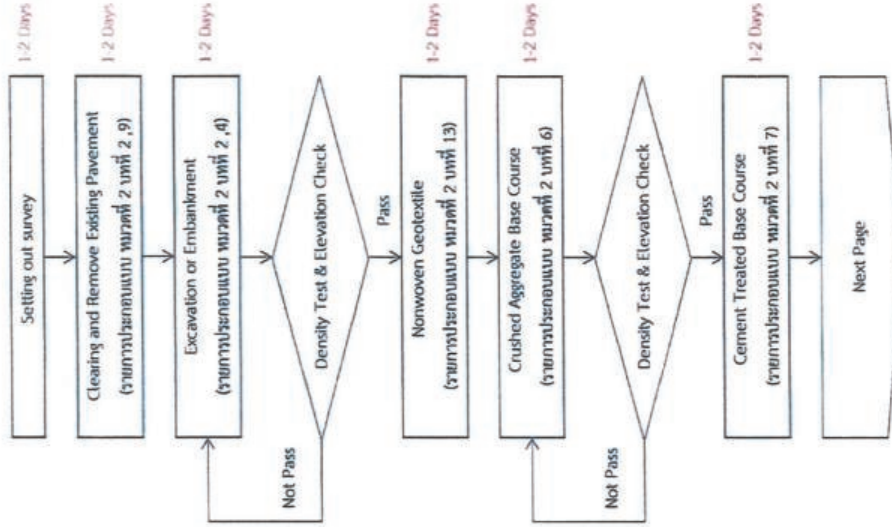 Setting out survey
1-2 Days
Clearing and Remove Existing Pavement
(รายการประกอบแบบ หมวดที่ 2 บทที่ 2 ,9)
1-2 Days
Excavation or Embankment
(รายการประกอบแบบ หมวดที่ 2 บทที่ 2 ,4)
1-2 Days
Density Test & Elevation Check
Not Pass
Pass
Nonwoven Geotextile
(รายการประกอบแบบ หมวดที่ 2 บทที่ 13)
1-2 Days
Crushed Aggregate Base Course
(รายการประกอบแบบ หมวดที่ 2 บทที่ 6)
1-2 Days
Density Test & Elevation Check
Not Pass
Pass
Cement Treated Base Course
(รายการประกอบแบบ หมวดที่ 2 บทที่ 7)
1-2 Days
Next Page